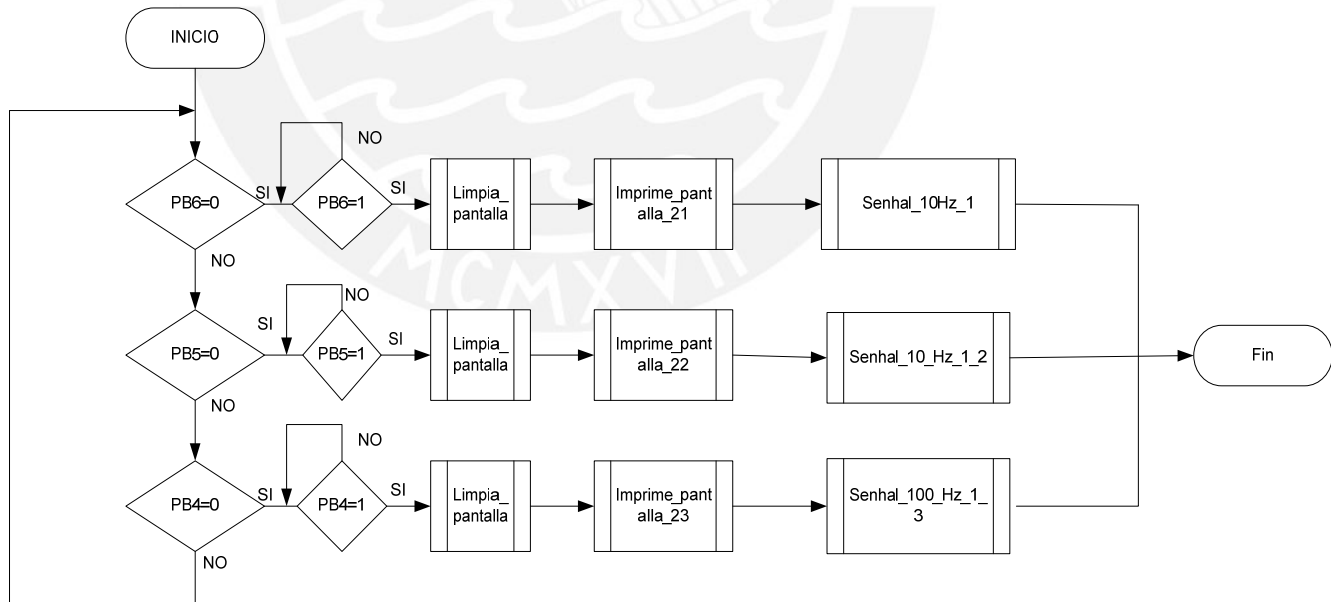 INICIO
NO
PB6=0
SI
PB6=1
SI
Limpia_
pantalla
Imprime_pant
alla_21
Senhal_10Hz_1
NO
MCMXVII
NO
PB5=0
SI
PB5=1
SI
Limpia_
pantalla
Imprime_pant
alla_22
Senhal_10_Hz_1_2
Fin
NO
NO
PB4=0
SI
PB4=1
SI
Limpia_
pantalla
Imprime_pant
alla_23
Senhal_100_Hz_1_
3
NO